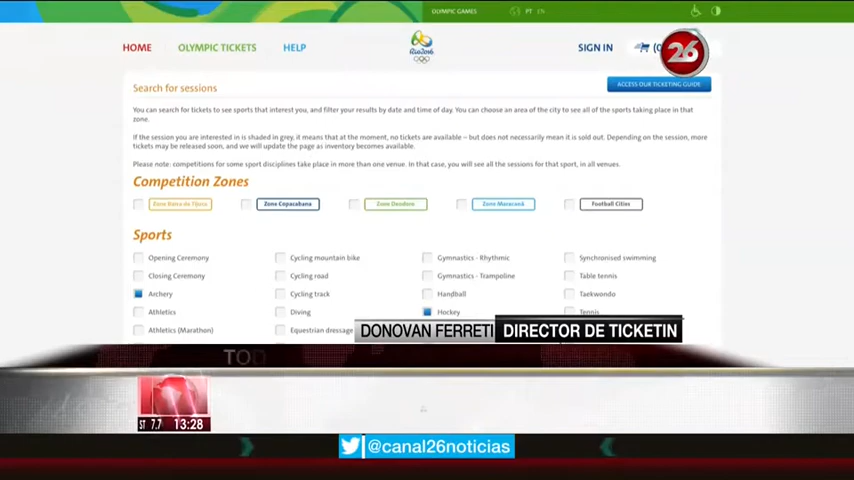 OLYMPIC GAMES PT EN
HOME OLYMPIC TICKETS HELP Rio2016 SIGN IN (0
26
Search for sessions ACCESS OUR TICKETING GUIDE
You can search for tickets to see sports that interest you, and filter your results by date and time of day. You can choose an area of the city to see all of the sports taking place in that
zone.
If the session you are interested in is shaded in grey, it means that at the moment, no tickets are available – but does not necessarily mean it is sold out. Depending on the session, more
tickets may be released soon, and we will update the page as inventory becomes available.
Please note: competitions for some sport disciplines take place in more than one venue. In that case, you will see all the sessions for that sport, in all venues.
Competition Zones
Zone Barra da Tijuca Zone Copacabana Zone Deodoro Zone Maracanã Football Cities
Sports
Opening Ceremony Cycling mountain bike Gymnastics - Rhythmic Synchronised swimming
Closing Ceremony Cycling road Gymnastics - Trampoline Table tennis
Archery Cycling track Handball Taekwondo
Athletics Diving Hockey Tennis
Athletics (Marathon) Equestrian dressage
DONOVAN FERRETI DIRECTOR DE TICKETIN
TOD
ST 7.7 13:28
@canal26noticias